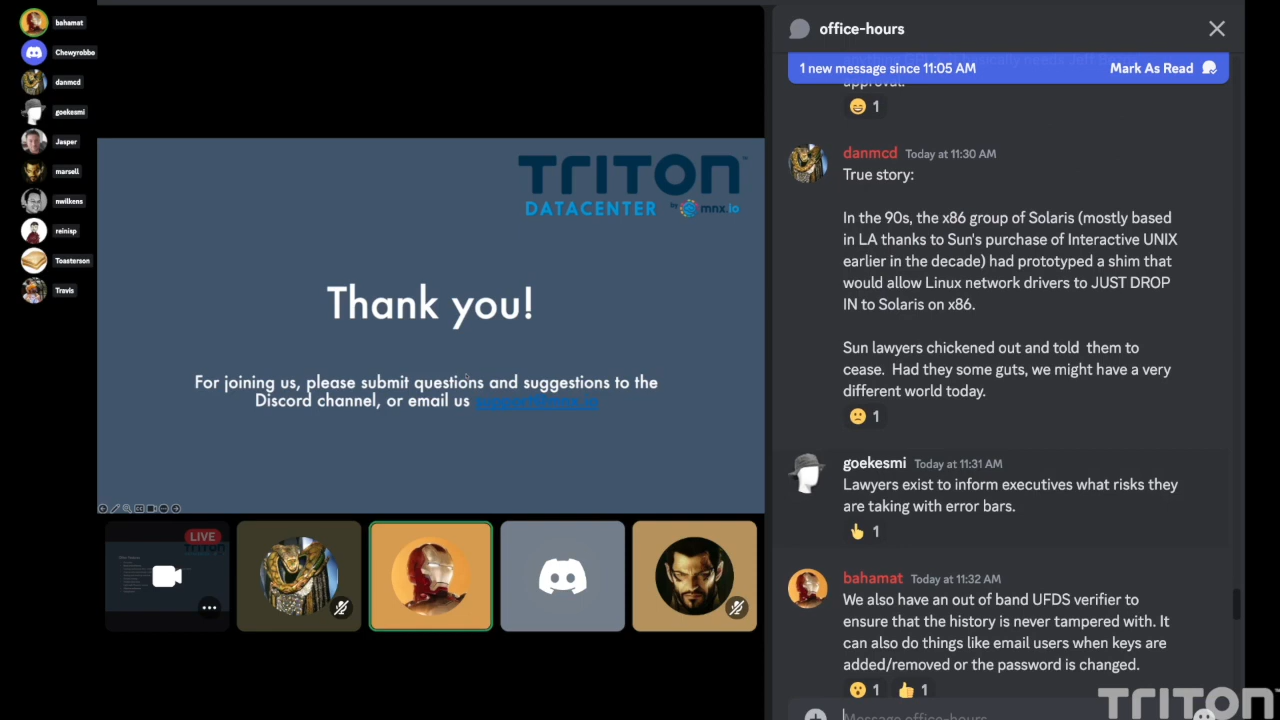 bahamat
Chewyrobbo
danmcd
goekesmi
Jasper
marsell
nwilkens
reinisp
Toasterson
Travis
TRITON™
DATACENTER by mnx.io
Thank you!
For joining us, please submit questions and suggestions to the
Discord channel, or email us
LIVE
TRITON
office-hours
1 new message since 11:05 AM Mark As Read
approval.
1
danmcd Today at 11:30 AM
True story:
In the 90s, the x86 group of Solaris (mostly based
in LA thanks to Sun's purchase of Interactive UNIX
earlier in the decade) had prototyped a shim that
would allow Linux network drivers to JUST DROP
IN to Solaris on x86.
Sun lawyers chickened out and told them to
cease. Had they some guts, we might have a very
different world today.
1
goekesmi Today at 11:31 AM
Lawyers exist to inform executives what risks they
are taking with error bars.
1
bahamat Today at 11:32 AM
We also have an out of band UFDS verifier to
ensure that the history is never tampered with. It
can also do things like email users when keys are
added/removed or the password is changed.
1 1
Message office-hours
TRITON